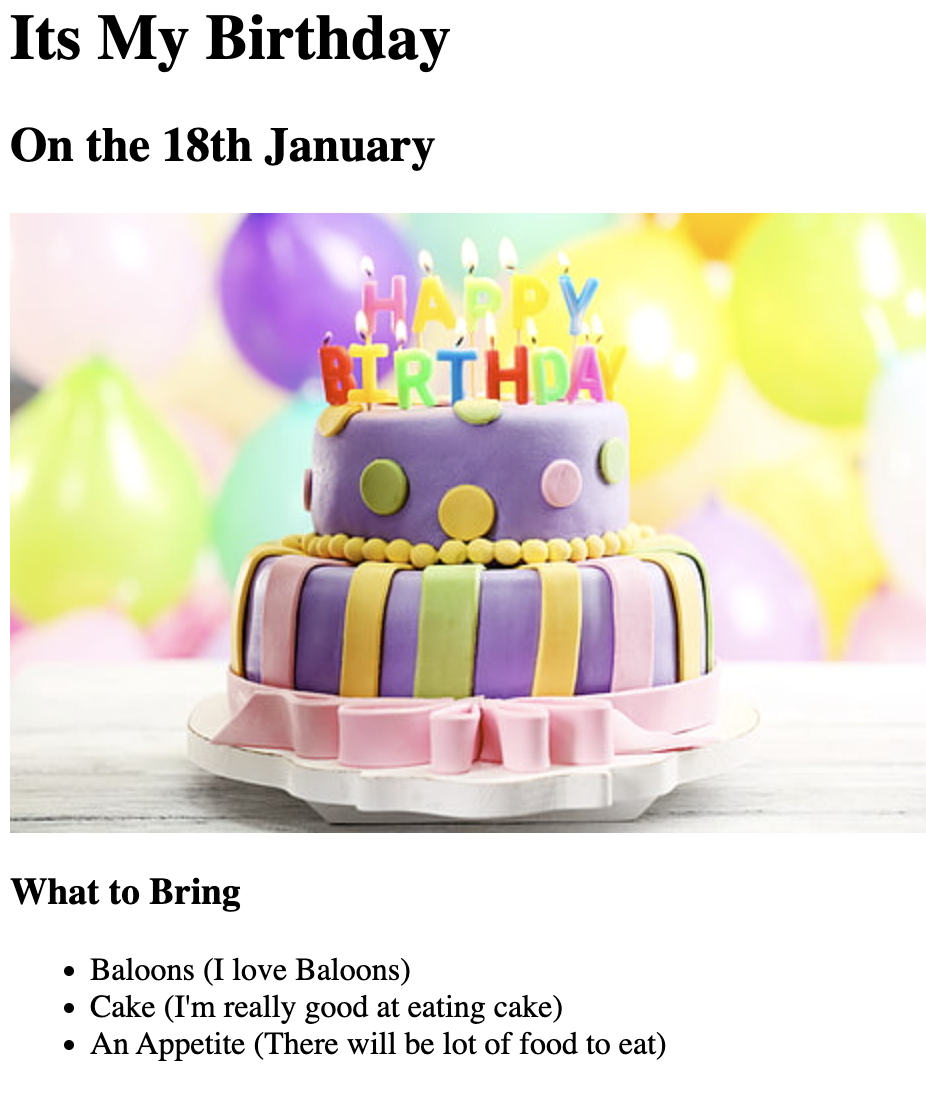 Its My Birthday
On the 18th January
HAPPY
BIRTHDAY
What to Bring
Baloons (I love Baloons)
Cake (I'm really good at eating cake)
An Appetite (There will be lot of food to eat)